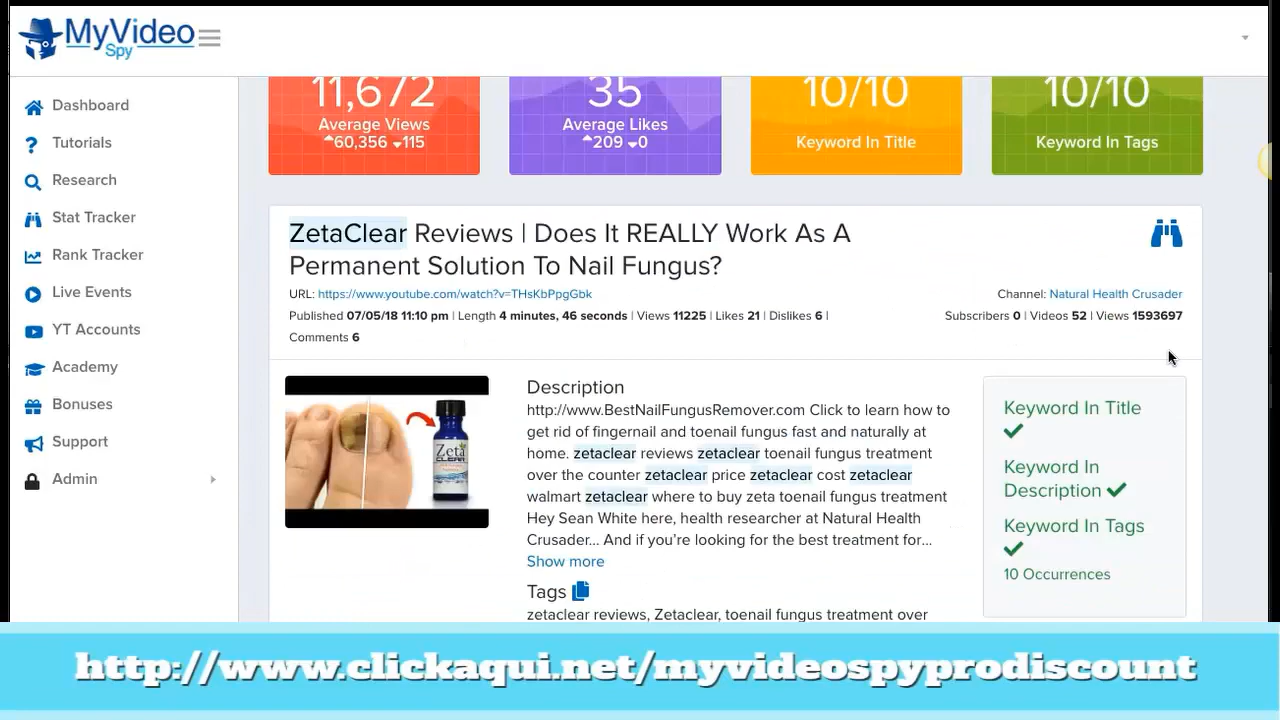 MyVideo
Spy
Dashboard
Tutorials
Research
Stat Tracker
Rank Tracker
Live Events
YT Accounts
Academy
Bonuses
Support
Admin
11,672
Average Views
60,356 115
35
Average Likes
209 0
10/10
Keyword In Title
10/10
Keyword In Tags
ZetaClear Reviews | Does It REALLY Work As A
Permanent Solution To Nail Fungus?
URL: https://www.youtube.com/watch?v=THsKbPpgGbk
Published 07/05/18 11:10 pm | Length 4 minutes, 46 seconds | Views 11225 | Likes 21 | Dislikes 6 |
Comments 6
Channel: Natural Health Crusader
Subscribers 0 | Videos 52 | Views 1593697
Zeta
CLEAR
Description
http://www.BestNailFungusRemover.com Click to learn how to
get rid of fingernail and toenail fungus fast and naturally at
home. zetaclear reviews zetaclear toenail fungus treatment
over the counter zetaclear price zetaclear cost zetaclear
walmart zetaclear where to buy zeta toenail fungus treatment
Hey Sean White here, health researcher at Natural Health
Crusader... And if you're looking for the best treatment for...
Show more
Tags
zetaclear reviews, Zetaclear, toenail fungus treatment over
Keyword In Title
Keyword In
Description
Keyword In Tags
10 Occurrences
http://www.clickaqui.net/myvideospyprodiscount